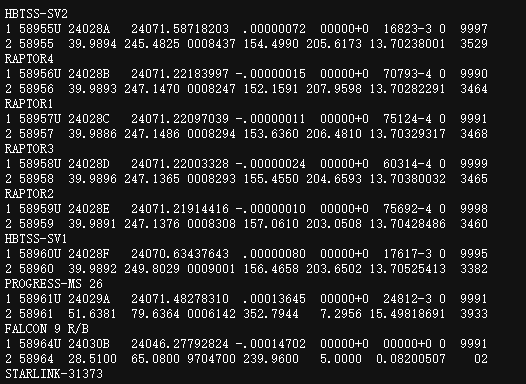 HBTSS-SV2
1 58955U 24028A   24071.58718203  .00000072  00000+0  16823-3 0  9997
2 58955  39.9894 245.4825 0008437 154.4990 205.6173 13.70238001  3529
RAPTOR4
1 58956U 24028B   24071.22183997 -.00000015  00000+0  70793-4 0  9990
2 58956  39.9893 247.1470 0008247 152.1591 207.9598 13.70282291  3464
RAPTOR1
1 58957U 24028C   24071.22097039 -.00000011  00000+0  75124-4 0  9991
2 58957  39.9886 247.1486 0008294 153.6360 206.4810 13.70329317  3468
RAPTOR3
1 58958U 24028D   24071.22003328 -.00000024  00000+0  60314-4 0  9999
2 58958  39.9896 247.1365 0008293 155.4550 204.6593 13.70380032  3465
RAPTOR2
1 58959U 24028E   24071.21914416 -.00000010  00000+0  75692-4 0  9998
2 58959  39.9891 247.1376 0008308 157.0610 203.0508 13.70428486  3460
HBTSS-SV1
1 58960U 24028F   24070.63437643  .00000080  00000+0  17617-3 0  9995
2 58960  39.9892 249.8029 0009001 156.4658 203.6502 13.70525413  3382
PROGRESS-MS 26
1 58961U 24029A   24071.48278310  .00013645  00000+0  24812-3 0  9991
2 58961  51.6381  79.6364 0006142 352.7944   7.2956 15.49818691  3933
FALCON 9 R/B
1 58964U 24030B   24046.27792824 -.00014702  00000+0  00000+0 0  9991
2 58964  28.5100  65.0800 9704700 239.9600   5.0000  0.08200507    02
STARLINK-31373